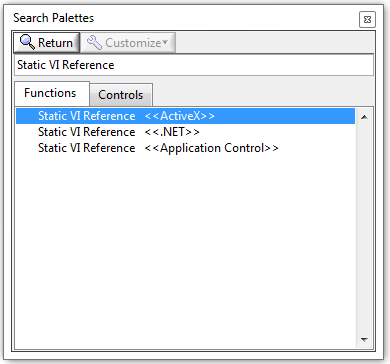 Search Palettes
Return Customize
Static VI Reference
Functions Controls
Static VI Reference <<ActiveX>>
Static VI Reference <<.NET>>
Static VI Reference <<Application Control>>